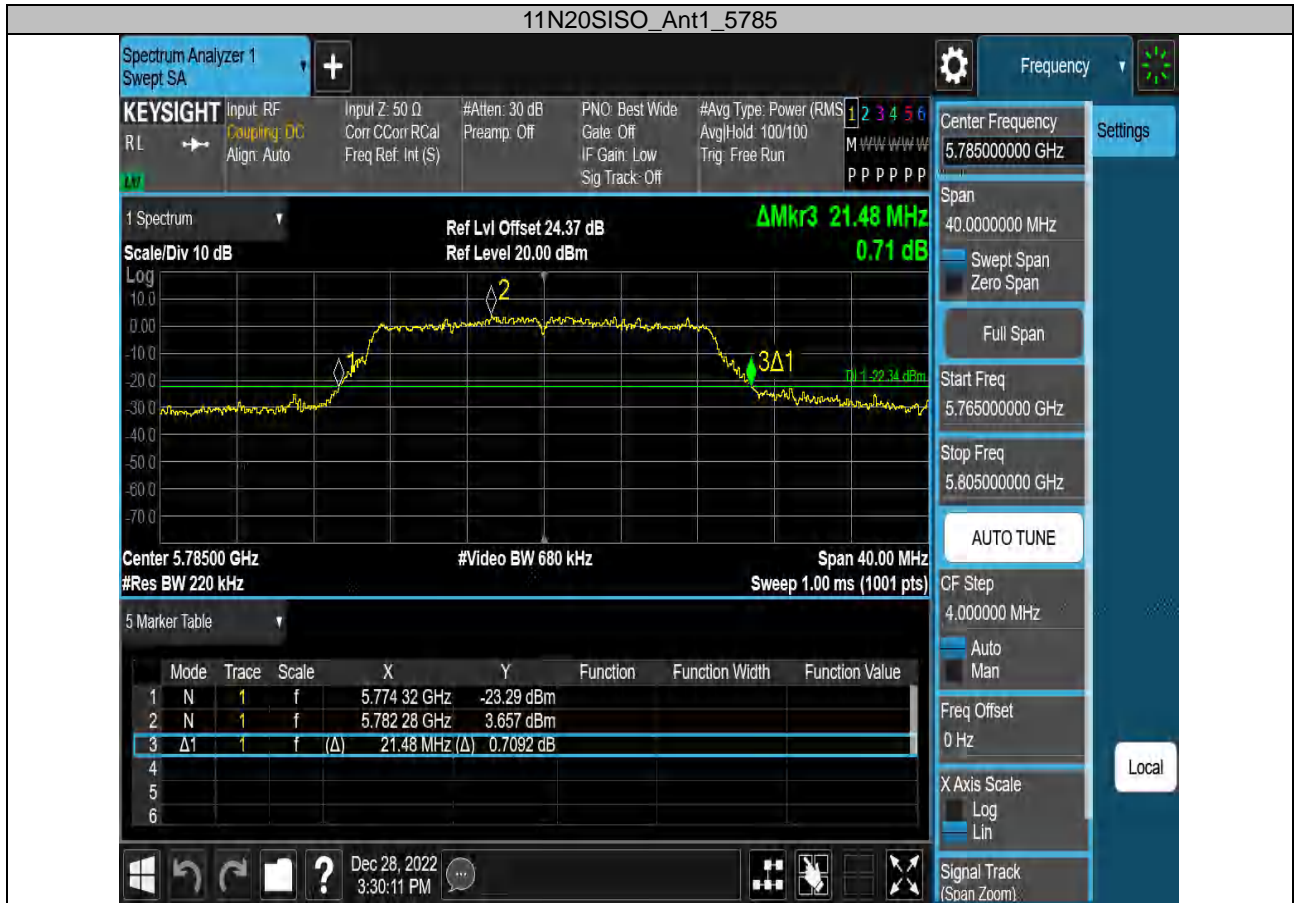 11N20SISO_Ant1_5785
Spectrum Analyzer 1
Swept SA
Frequency
KEYSIGHT
RL
Input: RF
Coupling: DC
Align: Auto
Input Z: 50 Ω
Corr CCorr RCal
Freq Ref: Int (S)
#Atten: 30 dB
Preamp: Off
PNO: Best Wide
Gate: Off
IF Gain: Low
Sig Track: Off
#Avg Type: Power (RMS
Avg|Hold: 100/100
Trig: Free Run
1 2 3 4 5 6
M W W W W W
P P P P P P
1 Spectrum
Scale/Div 10 dB
Ref Lvl Offset 24.37 dB
Ref Level 20.00 dBm
ΔMkr3 21.48 MHz
0.71 dB
Log
10.0
0.00
-10.0
-20.0
-30.0
-40.0
-50.0
-60.0
-70.0
1
2
3Δ1
DL1 -22.34 dBm
Center 5.78500 GHz
#Video BW 680 kHz
Span 40.00 MHz
#Res BW 220 kHz
Sweep 1.00 ms (1001 pts)
5 Marker Table
Mode Trace Scale X Y Function Function Width Function Value
1 N 1 f 5.774 32 GHz -23.29 dBm
2 N 1 f 5.782 28 GHz 3.657 dBm
3 Δ1 1 f (Δ) 21.48 MHz (Δ) 0.7092 dB
4
5
6
Dec 28, 2022
3:30:11 PM
Settings
Center Frequency
5.785000000 GHz
Span
40.0000000 MHz
Swept Span
Zero Span
Full Span
Start Freq
5.765000000 GHz
Stop Freq
5.805000000 GHz
AUTO TUNE
CF Step
4.000000 MHz
Auto
Man
Freq Offset
0 Hz
X Axis Scale
Log
Lin
Signal Track
(Span Zoom)
Local